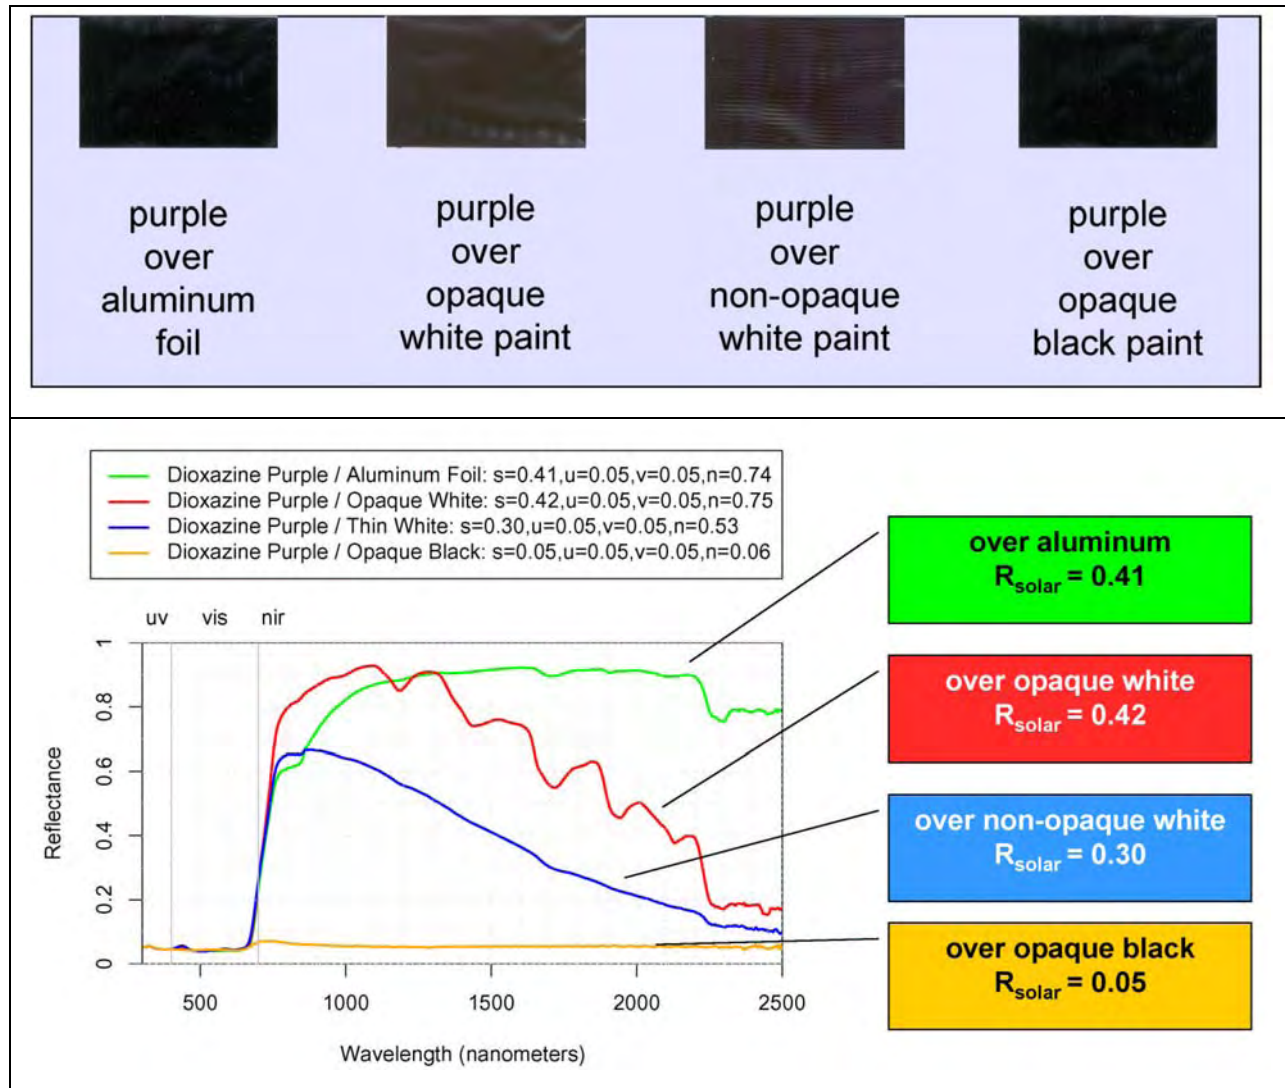 purple
over
aluminum
foil
purple
over
opaque
white paint
purple
over
non-opaque
white paint
purple
over
opaque
black paint
Dioxazine Purple / Aluminum Foil: s=0.41,u=0.05,v=0.05,n=0.74
Dioxazine Purple / Opaque White: s=0.42,u=0.05,v=0.05,n=0.75
Dioxazine Purple / Thin White: s=0.30,u=0.05,v=0.05,n=0.53
Dioxazine Purple / Opaque Black: s=0.05,u=0.05,v=0.05,n=0.06
uv vis nir
1
0.8
0.6
0.4
0.2
0
Reflectance
500 1000 1500 2000 2500
Wavelength (nanometers)
over aluminum
Rsolar = 0.41
over opaque white
Rsolar = 0.42
over non-opaque white
Rsolar = 0.30
over opaque black
Rsolar = 0.05